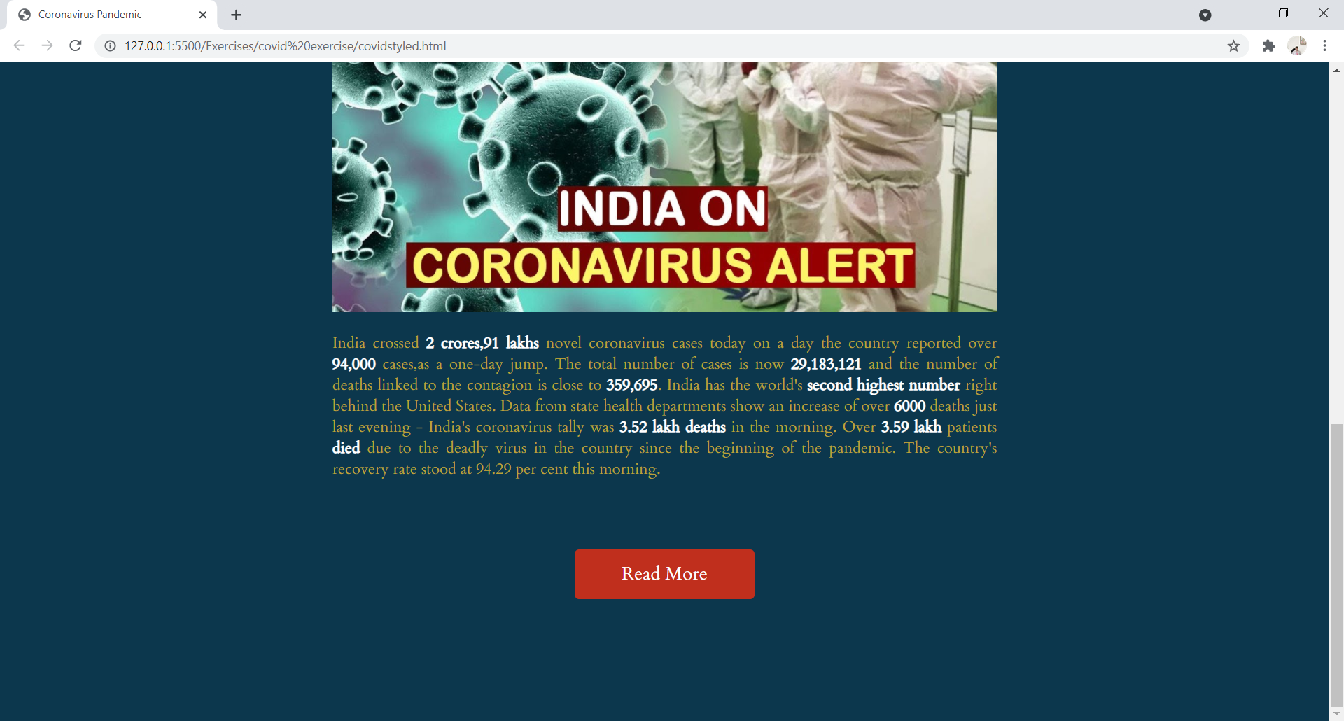 Coronavirus Pandemic
127.0.0.1:5500/Exercises/covid%20exercise/covidstyled.html
INDIA ON
CORONAVIRUS ALERT
India crossed 2 crores,91 lakhs novel coronavirus cases today on a day the country reported over
94,000 cases,as a one-day jump. The total number of cases is now 29,183,121 and the number of
deaths linked to the contagion is close to 359,695. India has the world's second highest number right
behind the United States. Data from state health departments show an increase of over 6000 deaths just
last evening - India's coronavirus tally was 3.52 lakh deaths in the morning. Over 3.59 lakh patients
died due to the deadly virus in the country since the beginning of the pandemic. The country's
recovery rate stood at 94.29 per cent this morning.
Read More